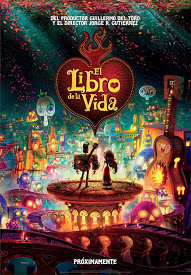 DEL PRODUCTOR GUILLERMO DEL TORO
Y EL DIRECTOR JORGE R. GUTIERREZ
El
Libro
de la
Vida
PRÓXIMAMENTE